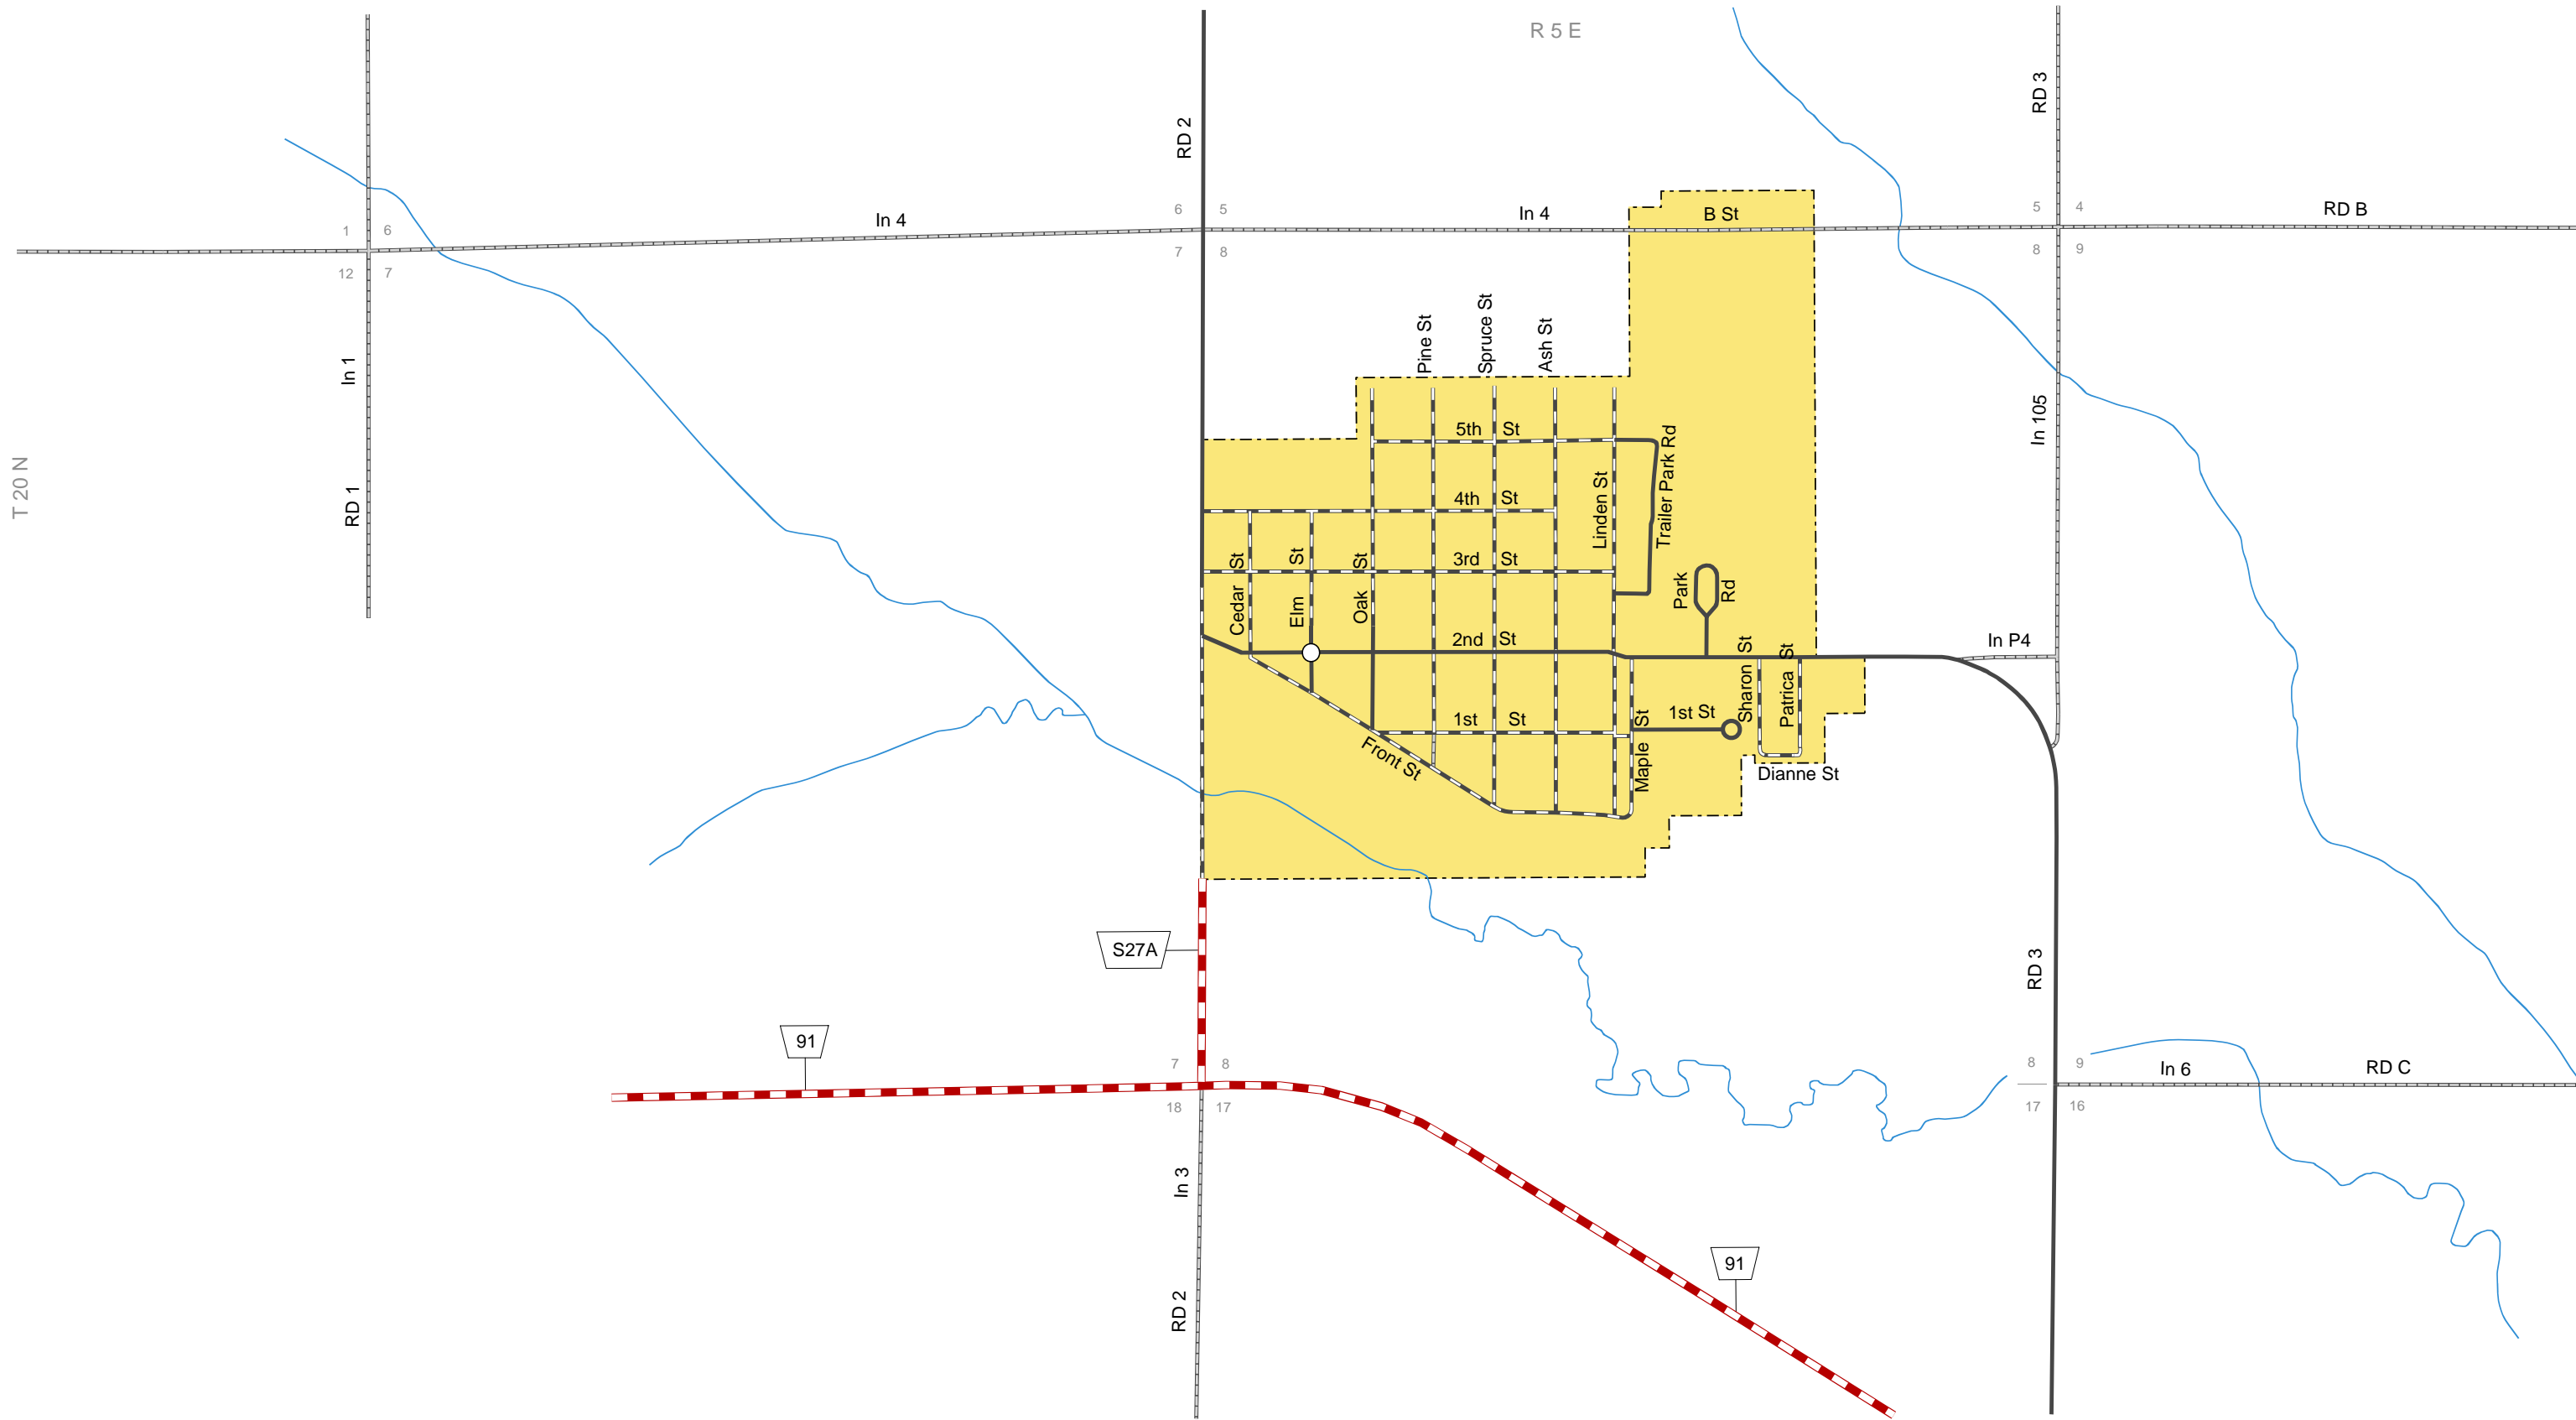 R 5 E
RD 3
RD 2
6 5
5 4
In 4
In 4
B St
RD B
1 6
7 8
8 9
12 7
In 1
Pine St
Spruce St
Ash St
In 105
T 20 N
RD 1
5th St
Trailer Park Rd
4th St
Linden St
3rd St
Cedar St
Elm St
Oak St
Park Rd
2nd St
In P4
Sharon St
Patrica St
1st St
1st St
Maple St
Front St
Dianne St
S27A
RD 3
91
7 8
8 9
In 6
RD C
18 17
17 16
In 3
91
RD 2